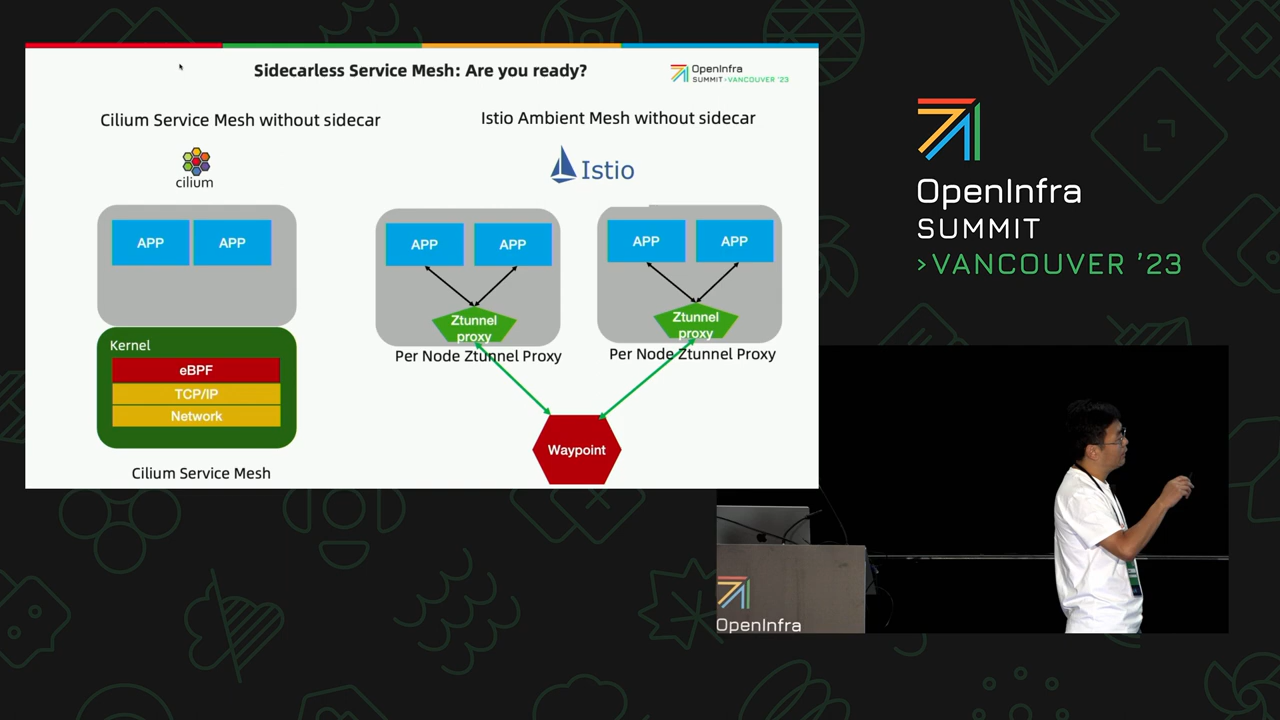 Sidecarless Service Mesh: Are you ready?
OpenInfra
SUMMIT >VANCOUVER '23
Cilium Service Mesh without sidecar
Istio Ambient Mesh without sidecar
cilium
Istio
APP
APP
Kernel
eBPF
TCP/IP
Network
Cilium Service Mesh
APP
APP
Ztunnel
proxy
Per Node Ztunnel Proxy
APP
APP
Ztunnel
proxy
Per Node Ztunnel Proxy
Waypoint
OpenInfra
SUMMIT
>VANCOUVER '23
OpenInfra